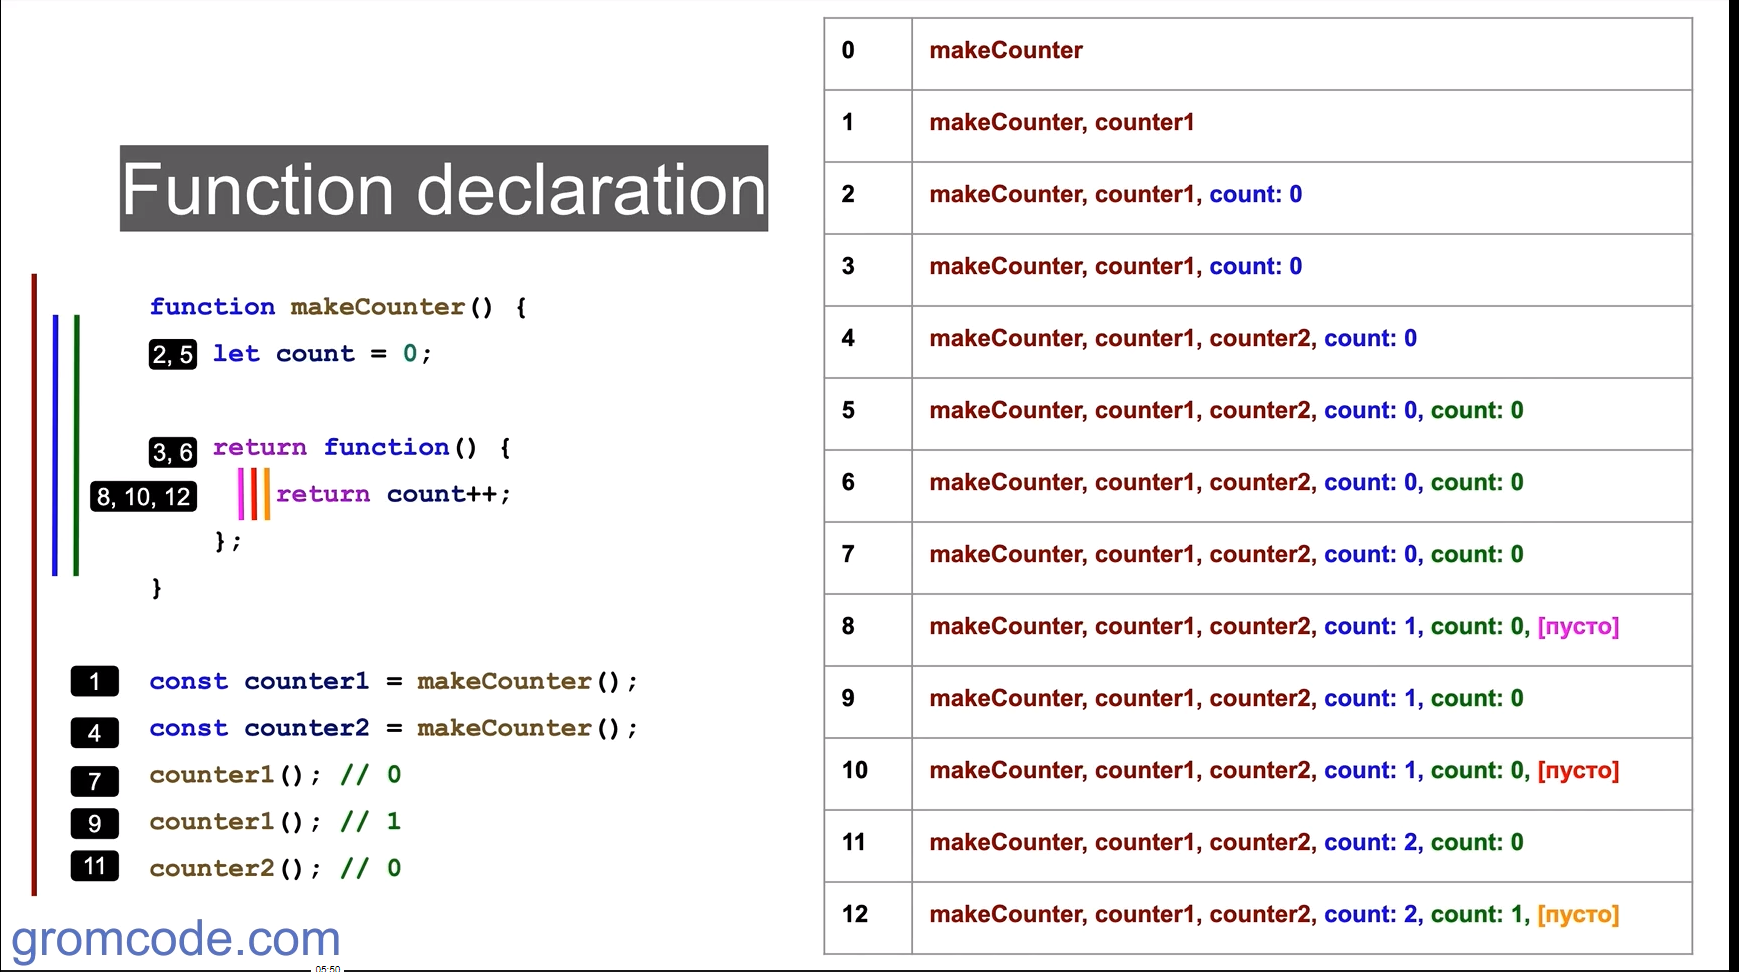 Function declaration
function makeCounter() {
2, 5 let count = 0;
3, 6 return function() {
8, 10, 12 return count++;
};
}
1 const counter1 = makeCounter();
4 const counter2 = makeCounter();
7 counter1(); // 0
9 counter1(); // 1
11 counter2(); // 0
gromcode.com
05:50
0 makeCounter
1 makeCounter, counter1
2 makeCounter, counter1, count: 0
3 makeCounter, counter1, count: 0
4 makeCounter, counter1, counter2, count: 0
5 makeCounter, counter1, counter2, count: 0, count: 0
6 makeCounter, counter1, counter2, count: 0, count: 0
7 makeCounter, counter1, counter2, count: 0, count: 0
8 makeCounter, counter1, counter2, count: 1, count: 0, [пусто]
9 makeCounter, counter1, counter2, count: 1, count: 0
10 makeCounter, counter1, counter2, count: 1, count: 0, [пусто]
11 makeCounter, counter1, counter2, count: 2, count: 0
12 makeCounter, counter1, counter2, count: 2, count: 1, [пусто]